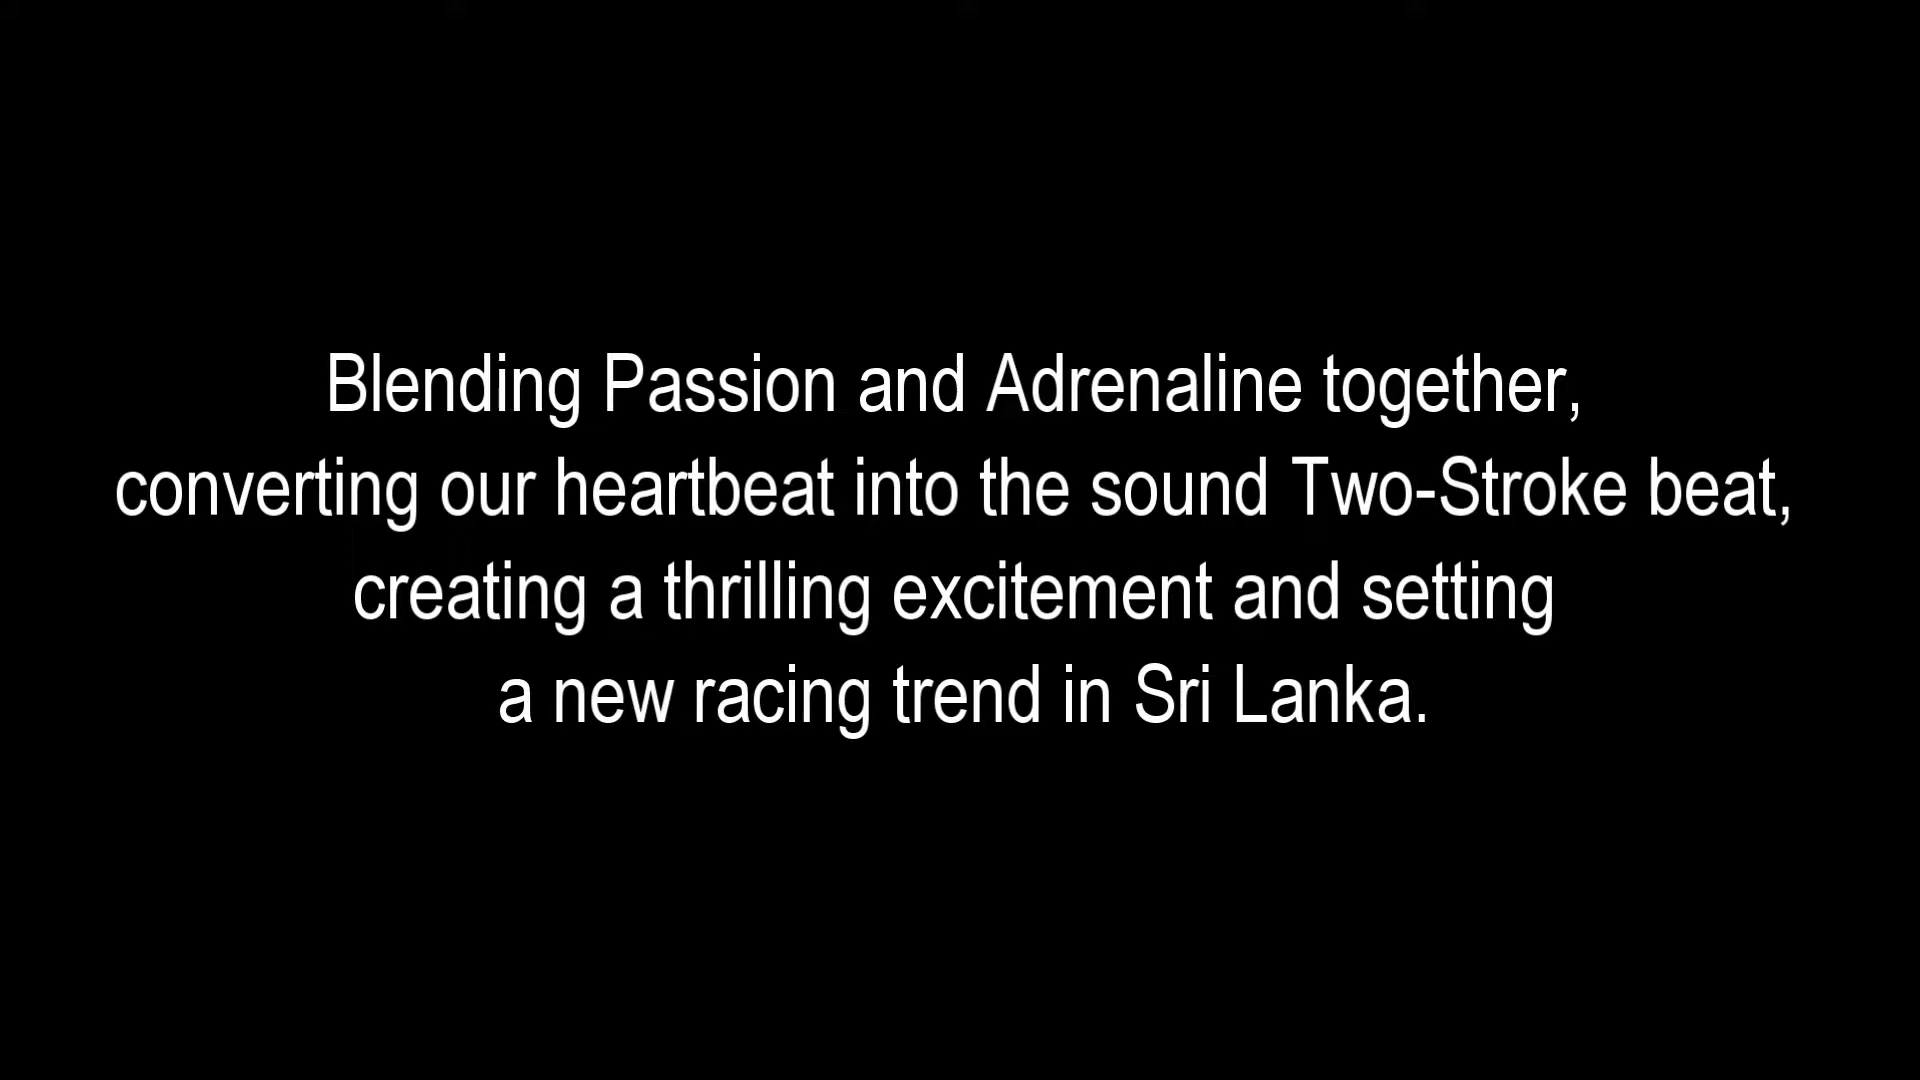 Blending Passion and Adrenaline together,
converting our heartbeat into the sound Two-Stroke beat,
creating a thrilling excitement and setting
a new racing trend in Sri Lanka.